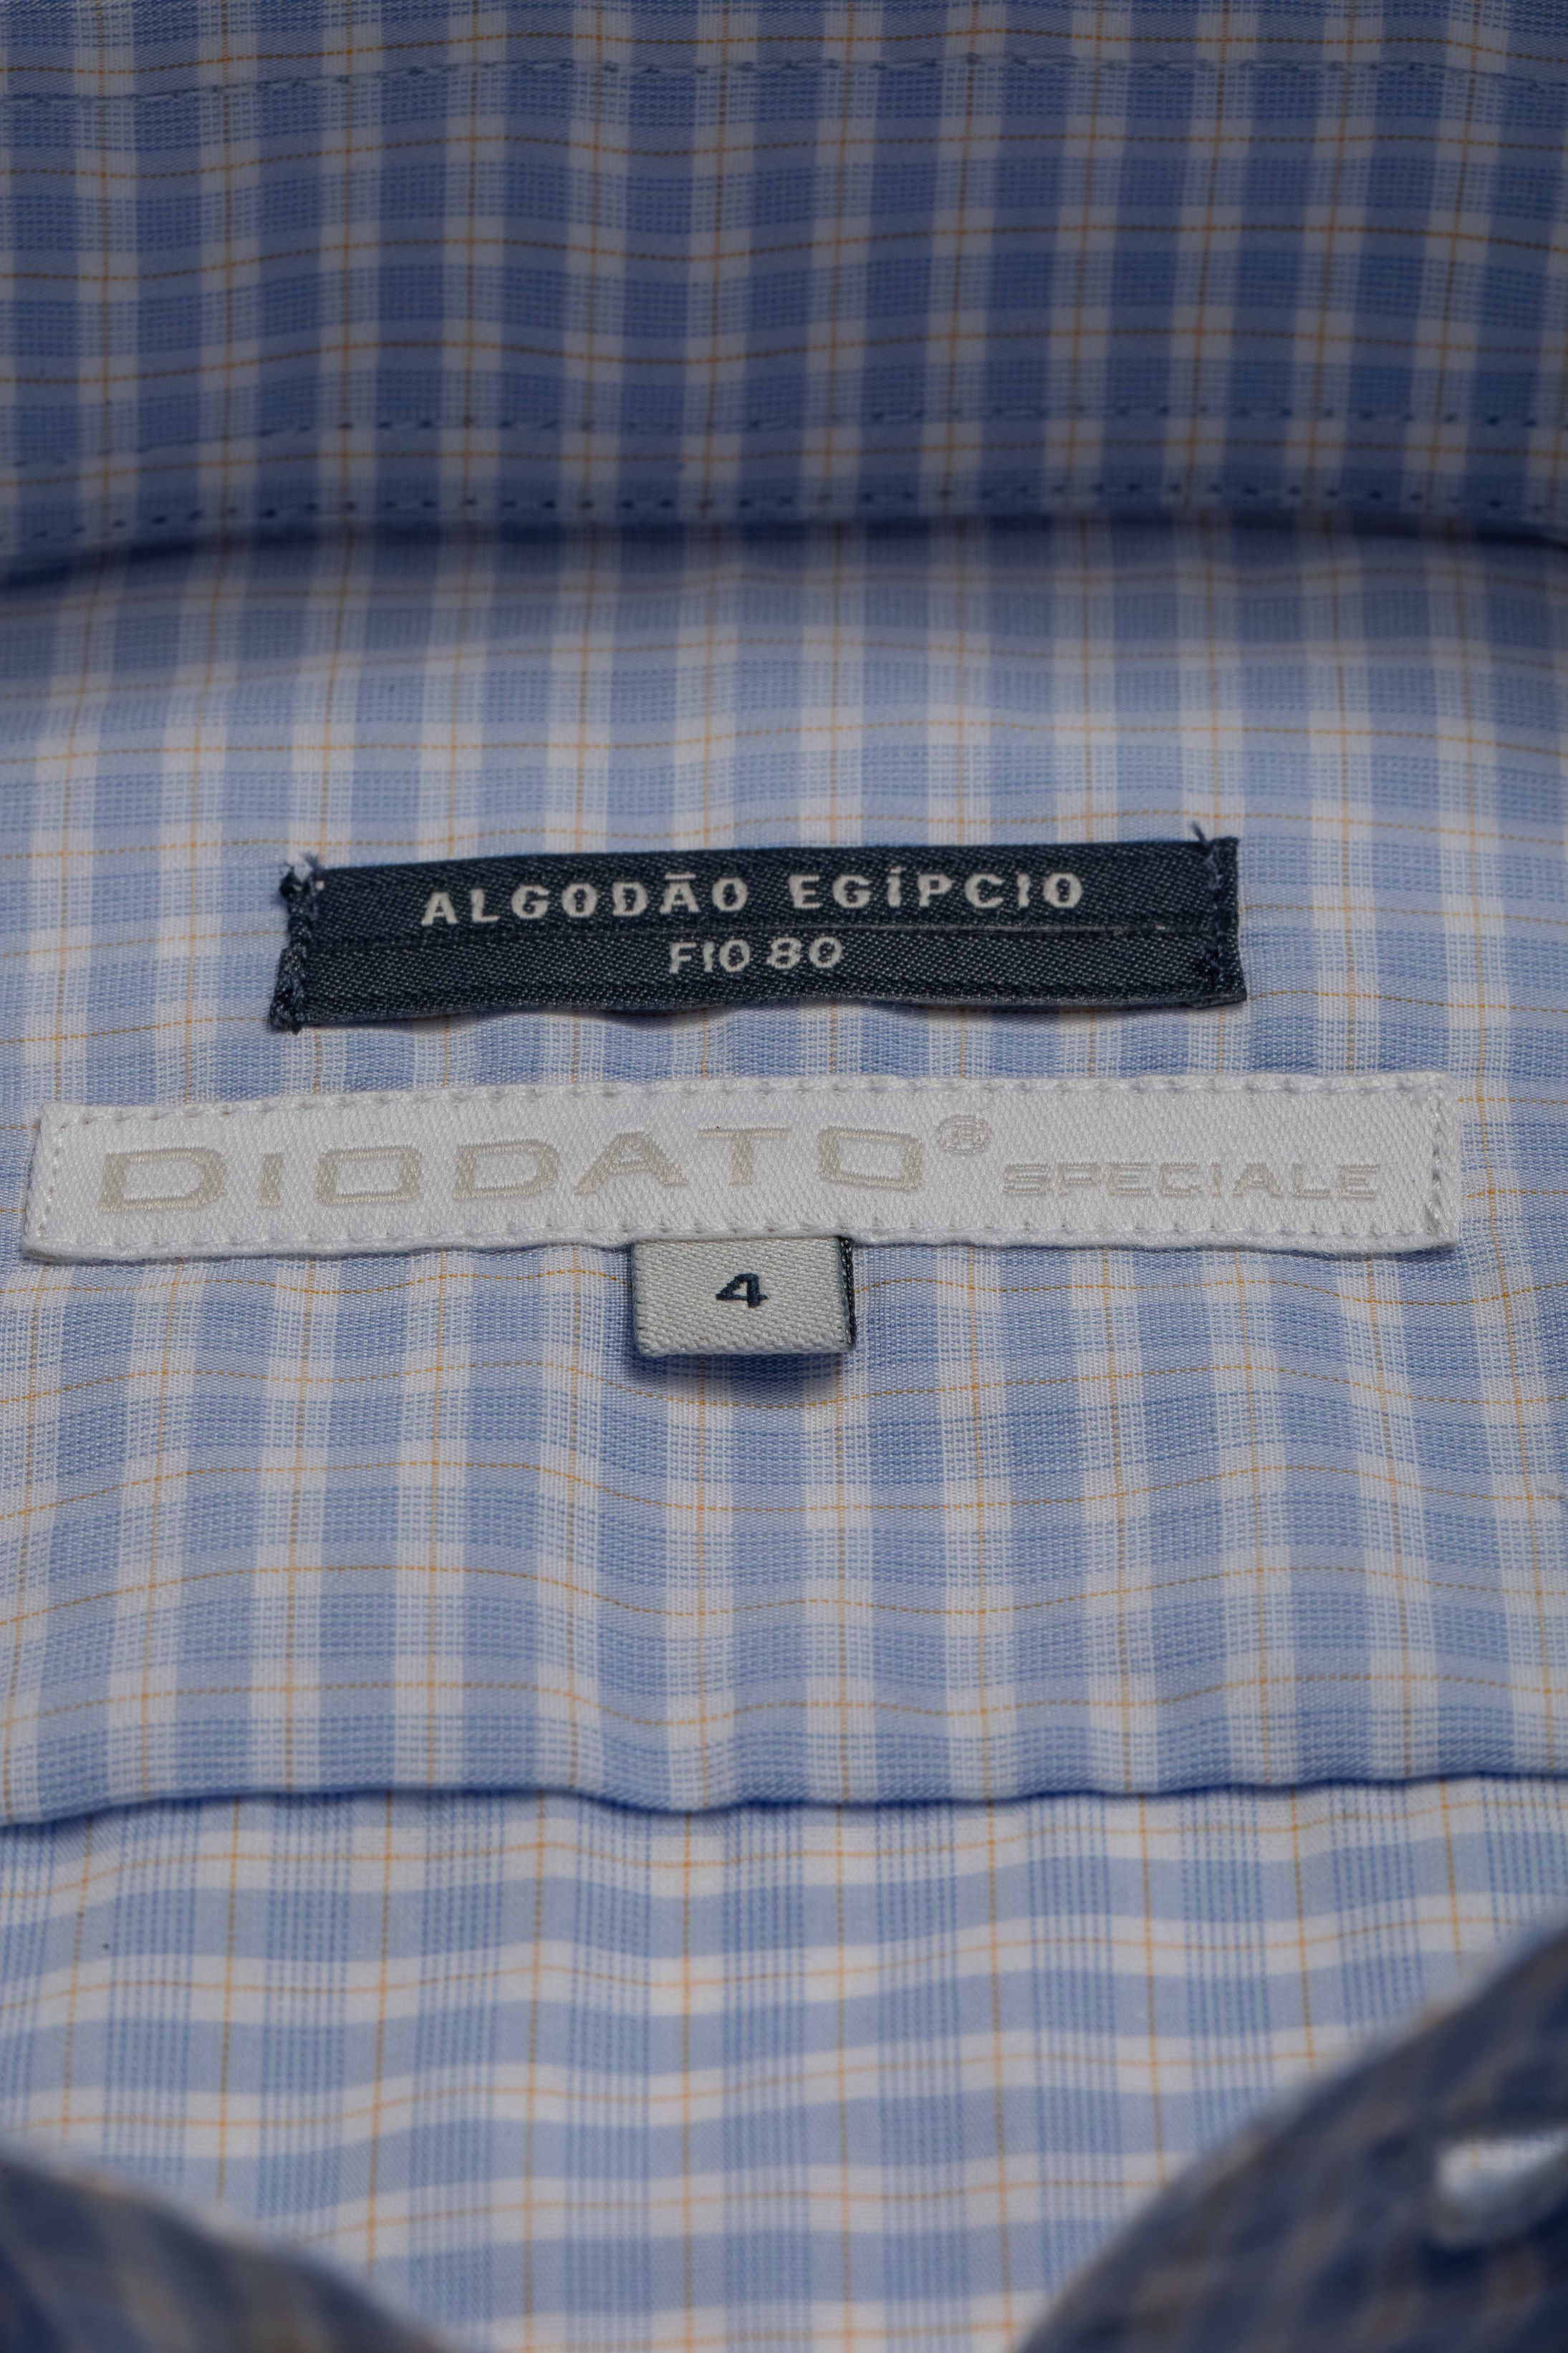 ALGODÃO EGÍPCIO
FIO 80
DIODATO® SPECIALE
4